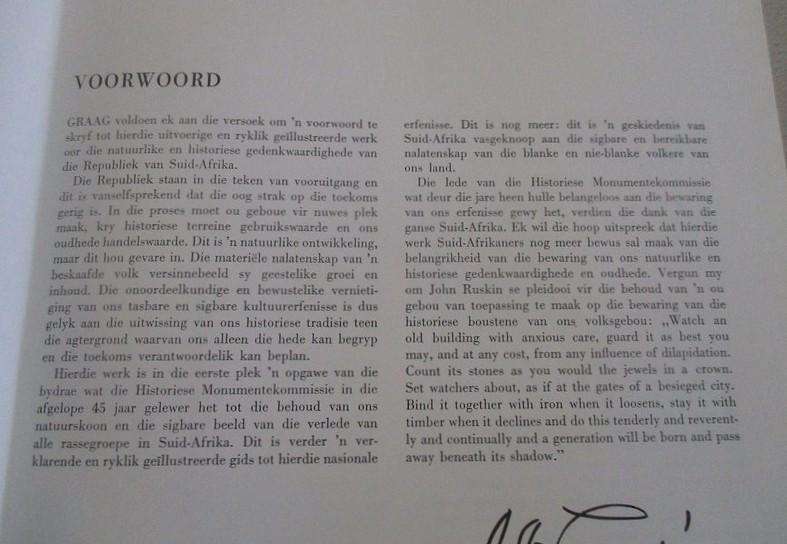 VOORWOORD
GRAAG voldoen ek aan die versoek om 'n voorwoord te
skryf tot hierdie uitvoerige en ryklik geïllustreerde werk
oor die natuurlike en historiese gedenkwaardighede van
die Republiek van Suid-Afrika.
Die Republiek staan in die teken van vooruitgang en
dit is vanselfsprekend dat die oog strak op die toekoms
gerig is. In die proses moet ou geboue vir nuwes plek
maak, kry historiese terreine gebruikswaarde en ons
oudhede handelswaarde. Dit is 'n natuurlike ontwikkeling,
maar dit hou gevare in. Die materiële nalatenskap van 'n
beskaafde volk versinnebeeld sy geestelike groei en
inhoud. Die onoordeelkundige en bewustelike vernieti-
ging van ons tasbare en sigbare kultuurerfenisse is dus
gelyk aan die uitwissing van ons historiese tradisie teen
die agtergrond waarvan ons alleen die hede kan begryp
en die toekoms verantwoordelik kan beplan.
Hierdie werk is in die eerste plek 'n opgawe van die
bydrae wat die Historiese Monumentekommissie in die
afgelope 45 jaar gelewer het tot die behoud van ons
natuurskoon en die sigbare beeld van die verlede van
alle rassegroepe in Suid-Afrika. Dit is verder 'n ver-
klarende en ryklik geïllustreerde gids tot hierdie nasionale
erfenisse. Dit is nog meer: dit is 'n geskiedenis van
Suid-Afrika vasgeknoop aan die sigbare en bereikbare
nalatenskap van die blanke en nie-blanke volkere van
ons land.
Die lede van die Historiese Monumentekommissie
wat deur die jare heen hulle belangeloos aan die bewaring
van ons erfenisse gewy het, verdien die dank van die
ganse Suid-Afrika. Ek wil die hoop uitspreek dat hierdie
werk Suid-Afrikaners nog meer bewus sal maak van die
belangrikheid van die bewaring van ons natuurlike en
historiese gedenkwaardighede en oudhede. Vergun my
om John Ruskin se pleidooi vir die behoud van 'n ou
gebou van toepassing te maak op die bewaring van die
historiese boustene van ons volksgebou: „Watch an
old building with anxious care, guard it as best you
may, and at any cost, from any influence of dilapidation.
Count its stones as you would the jewels in a crown.
Set watchers about, as if at the gates of a besieged city.
Bind it together with iron when it loosens, stay it with
timber when it declines and do this tenderly and reverent-
ly and continually and a generation will be born and pass
away beneath its shadow."